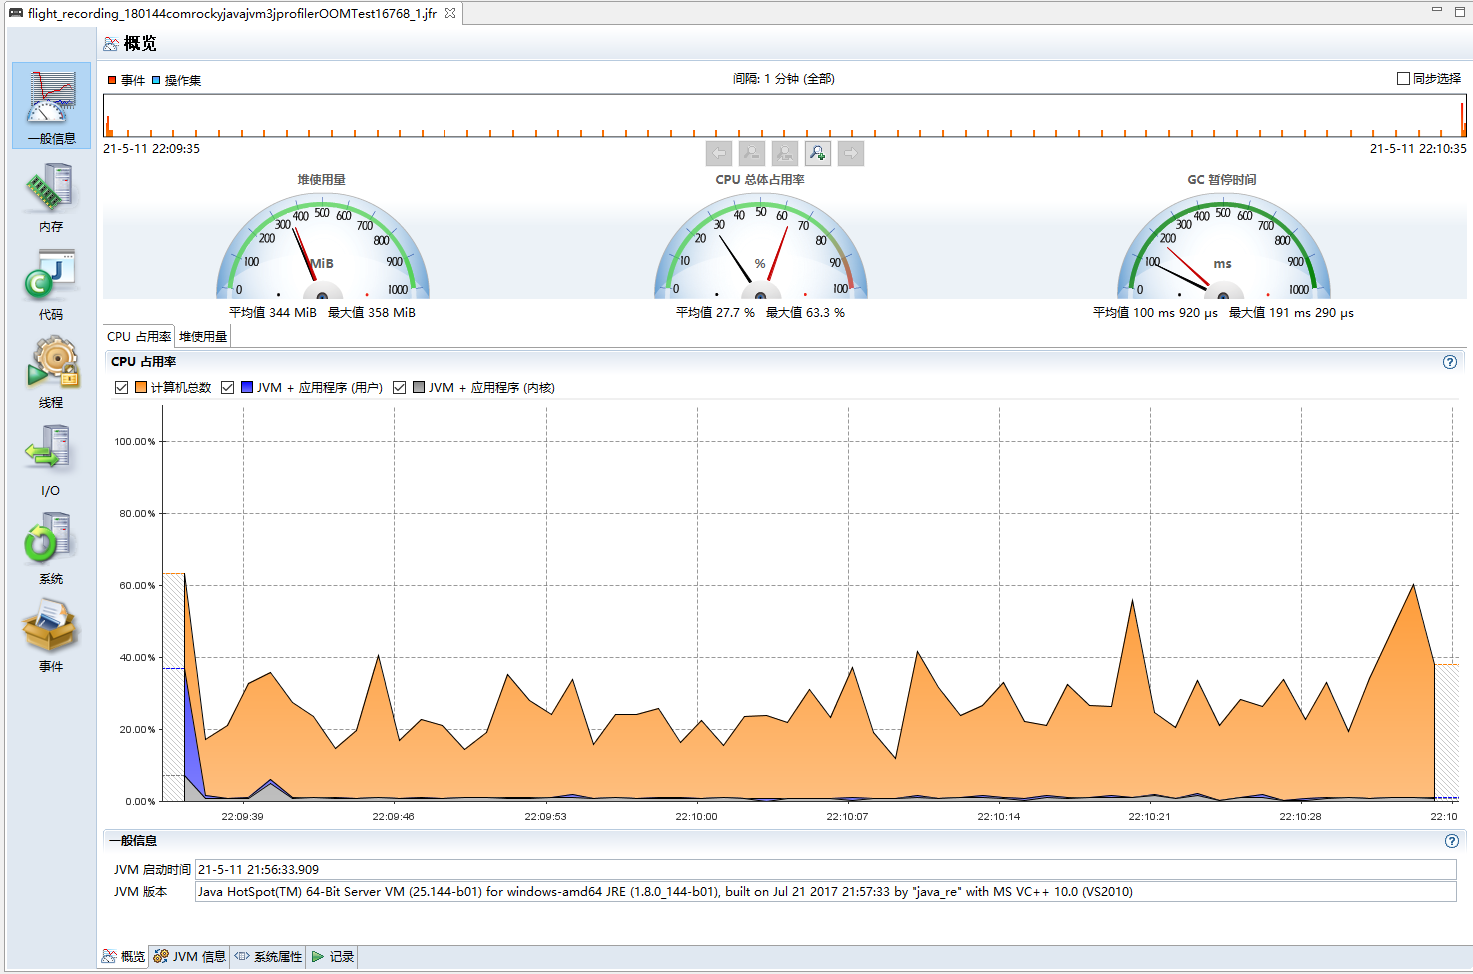 flight_recording_180144comrockyjavajvm3jprofilerOOMTest16768_1.jfr
概览
一般信息
内存
代码
线程
I/O
系统
事件
事件 操作集
间隔: 1 分钟 (全部)
同步选择
21-5-11 22:09:35
21-5-11 22:10:35
堆使用量
0 100 200 300 400 500 600 700 800 900 1000
MiB
平均值 344 MiB 最大值 358 MiB
CPU 总体占用率
0 10 20 30 40 50 60 70 80 90 100
%
平均值 27.7 % 最大值 63.3 %
GC 暂停时间
0 100 200 300 400 500 600 700 800 900 1000
ms
平均值 100 ms 920 µs 最大值 191 ms 290 µs
CPU 占用率 堆使用量
CPU 占用率
计算机总数 JVM + 应用程序 (用户) JVM + 应用程序 (内核)
100.00%
80.00%
60.00%
40.00%
20.00%
0.00%
22:09:39 22:09:46 22:09:53 22:10:00 22:10:07 22:10:14 22:10:21 22:10:28 22:10
一般信息
JVM 启动时间 21-5-11 21:56:33.909
JVM 版本 Java HotSpot(TM) 64-Bit Server VM (25.144-b01) for windows-amd64 JRE (1.8.0_144-b01), built on Jul 21 2017 21:57:33 by "java_re" with MS VC++ 10.0 (VS2010)
概览 JVM 信息 系统属性 记录